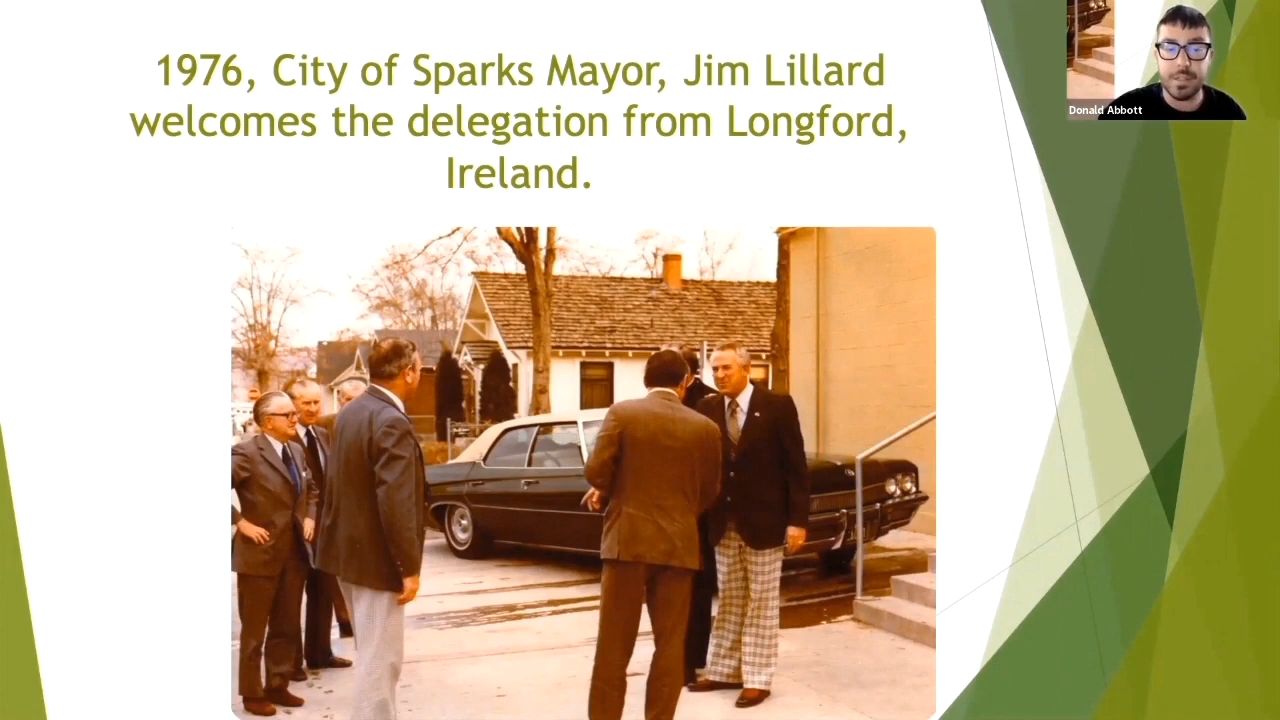 1976, City of Sparks Mayor, Jim Lillard
welcomes the delegation from Longford,
Ireland.
Donald Abbott